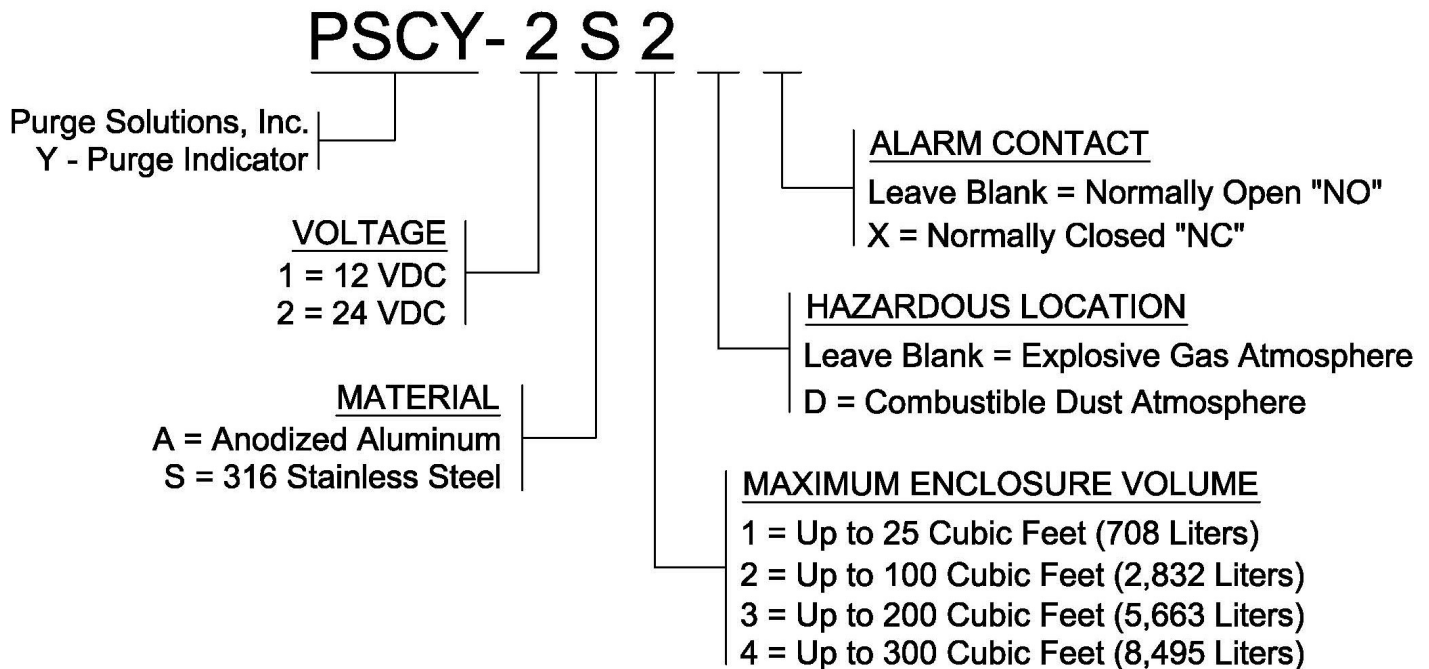 PSCY- 2 S 2
Purge Solutions, Inc.
Y - Purge Indicator
VOLTAGE
1 = 12 VDC
2 = 24 VDC
MATERIAL
A = Anodized Aluminum
S = 316 Stainless Steel
ALARM CONTACT
Leave Blank = Normally Open "NO"
X = Normally Closed "NC"
HAZARDOUS LOCATION
Leave Blank = Explosive Gas Atmosphere
D = Combustible Dust Atmosphere
MAXIMUM ENCLOSURE VOLUME
1 = Up to 25 Cubic Feet (708 Liters)
2 = Up to 100 Cubic Feet (2,832 Liters)
3 = Up to 200 Cubic Feet (5,663 Liters)
4 = Up to 300 Cubic Feet (8,495 Liters)